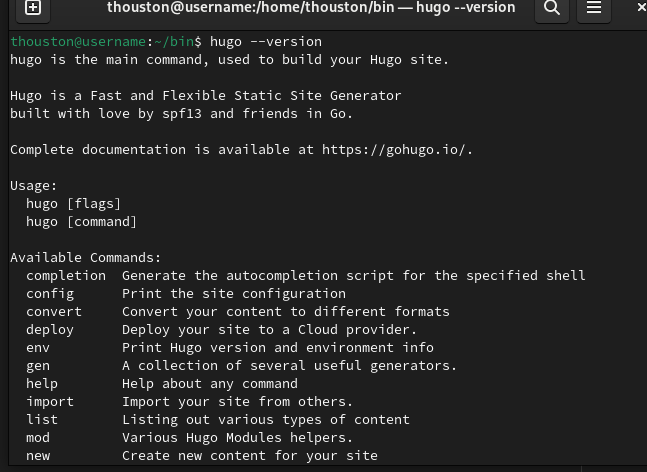 thouston@username:/home/thouston/bin — hugo --version
thouston@username:~/bin$ hugo --version
hugo is the main command, used to build your Hugo site.

Hugo is a Fast and Flexible Static Site Generator
built with love by spf13 and friends in Go.

Complete documentation is available at https://gohugo.io/.

Usage:
  hugo [flags]
  hugo [command]

Available Commands:
  completion  Generate the autocompletion script for the specified shell
  config      Print the site configuration
  convert     Convert your content to different formats
  deploy      Deploy your site to a Cloud provider.
  env         Print Hugo version and environment info
  gen         A collection of several useful generators.
  help        Help about any command
  import      Import your site from others.
  list        Listing out various types of content
  mod         Various Hugo Modules helpers.
  new         Create new content for your site